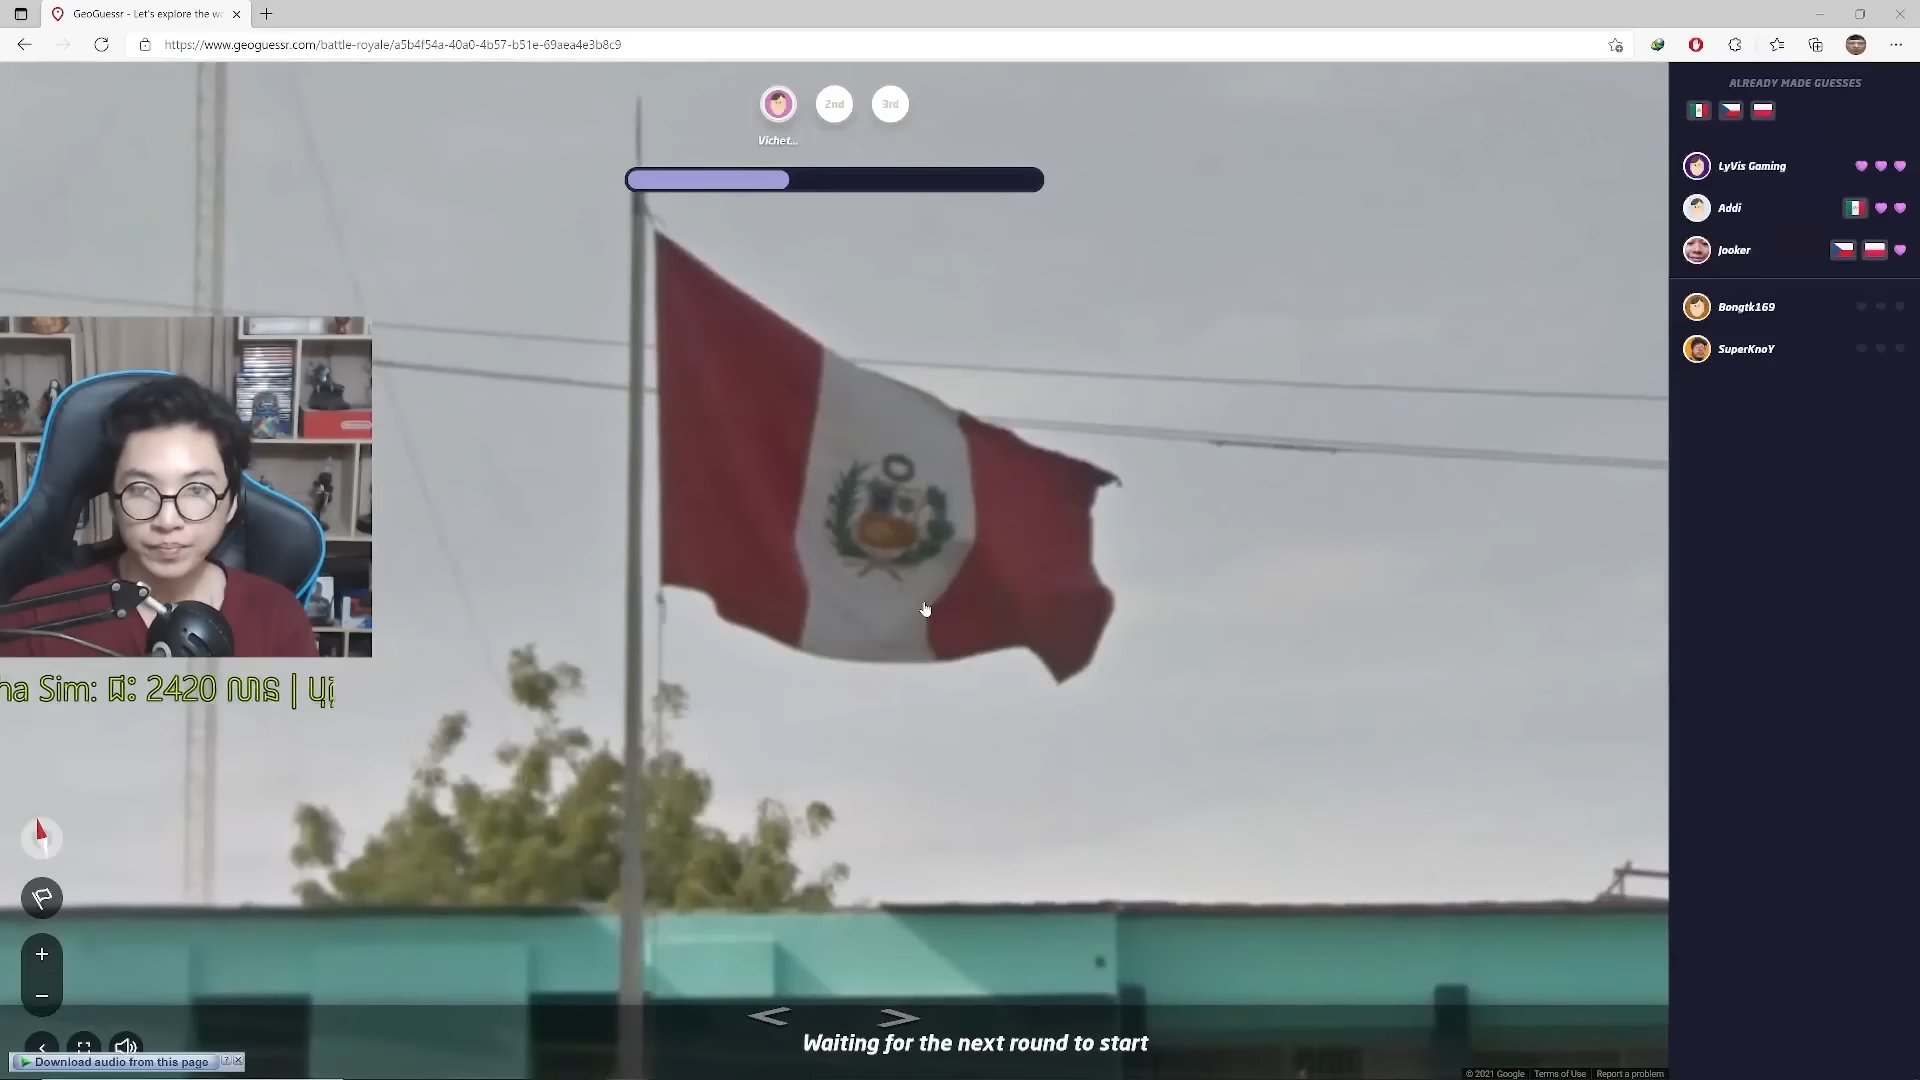 GeoGuessr - Let's explore the wo
https://www.geoguessr.com/battle-royale/a5b4f54a-40a0-4b57-b51e-69aea4e3b8c9
ALREADY MADE GUESSES
2nd
3rd
Vichet...
LyVis Gaming
Addi
Jooker
Bongtk169
SuperKnoY
ha Sim: ជះ 2420 លាន |
Waiting for the next round to start
Download audio from this page
© 2021 Google
Terms of Use
Report a problem